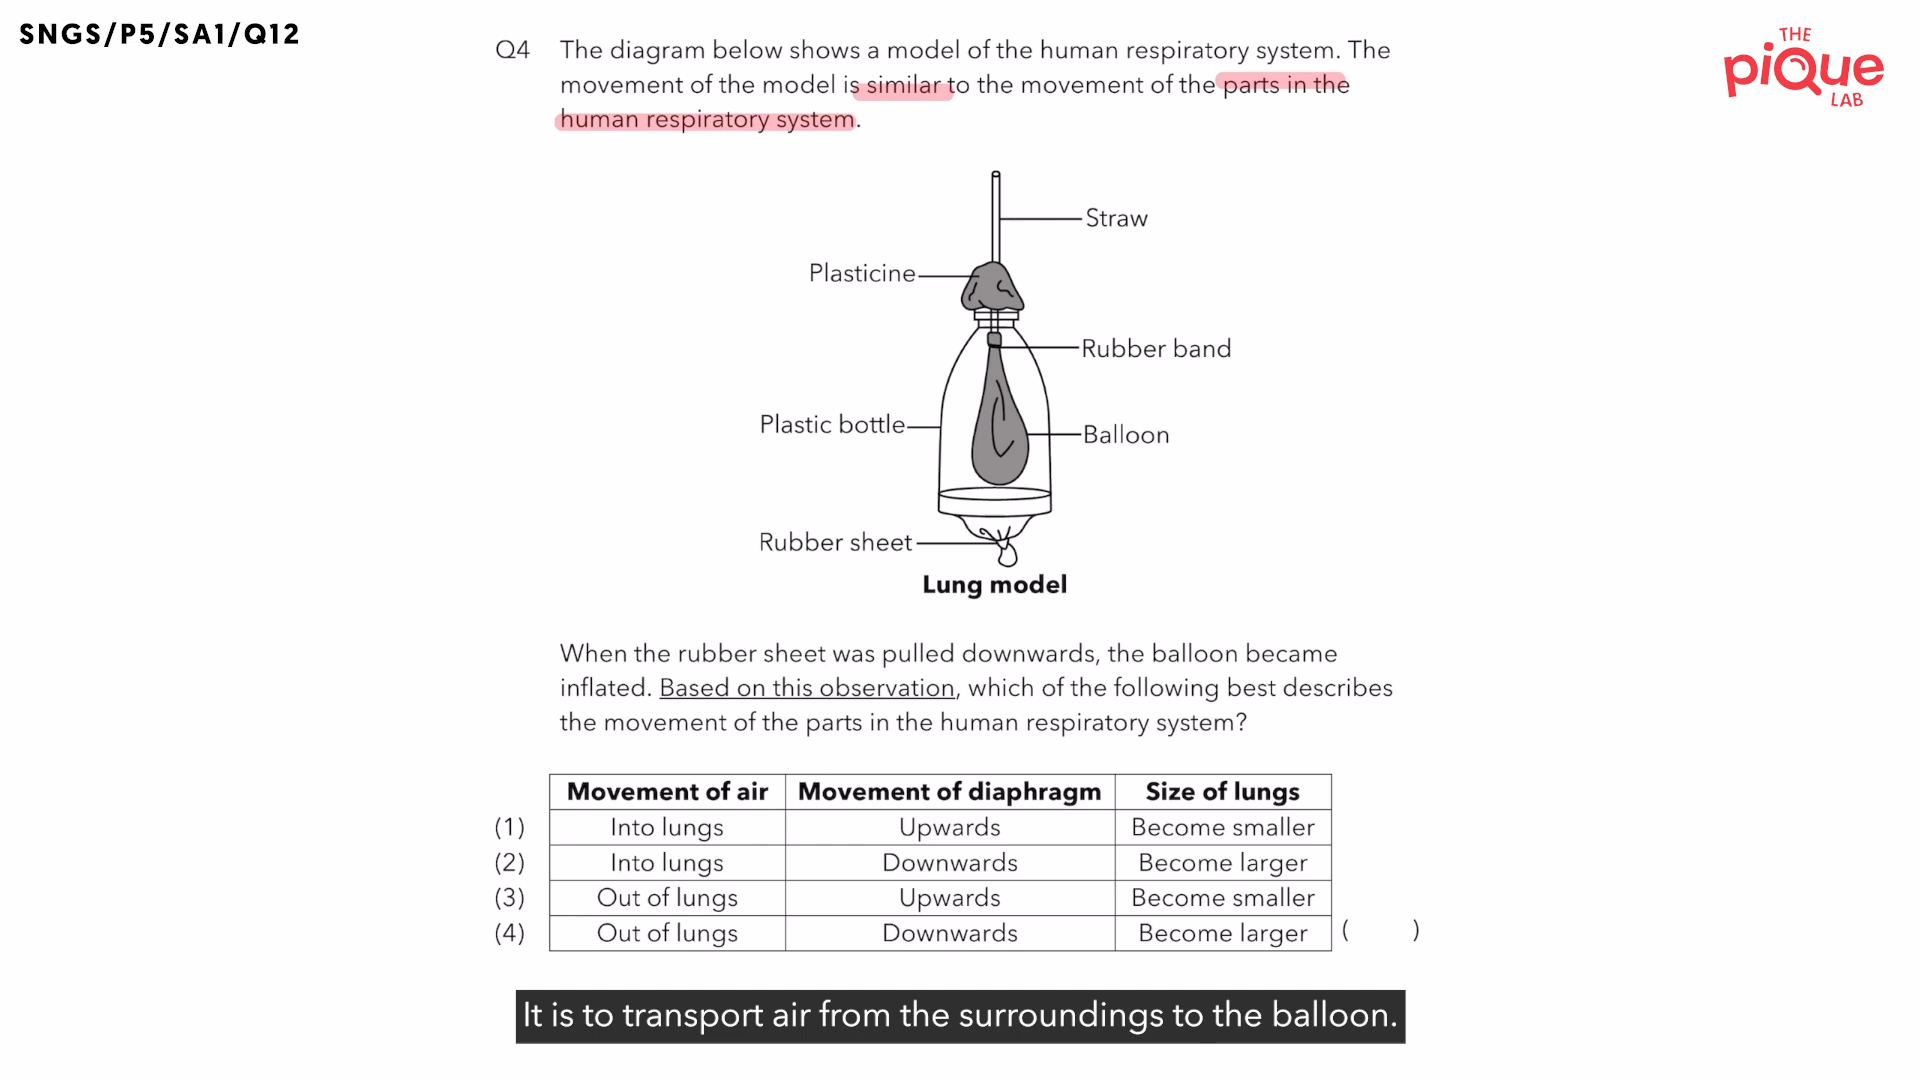 SNGS/P5/SA1/Q12
THE
piQue
LAB
Q4 The diagram below shows a model of the human respiratory system. The
movement of the model is similar to the movement of the parts in the
human respiratory system.
Straw
Plasticine
Rubber band
Plastic bottle
Balloon
Rubber sheet
Lung model
When the rubber sheet was pulled downwards, the balloon became
inflated. Based on this observation, which of the following best describes
the movement of the parts in the human respiratory system?
Movement of air Movement of diaphragm Size of lungs
(1) Into lungs Upwards Become smaller
(2) Into lungs Downwards Become larger
(3) Out of lungs Upwards Become smaller
(4) Out of lungs Downwards Become larger ( )
It is to transport air from the surroundings to the balloon.